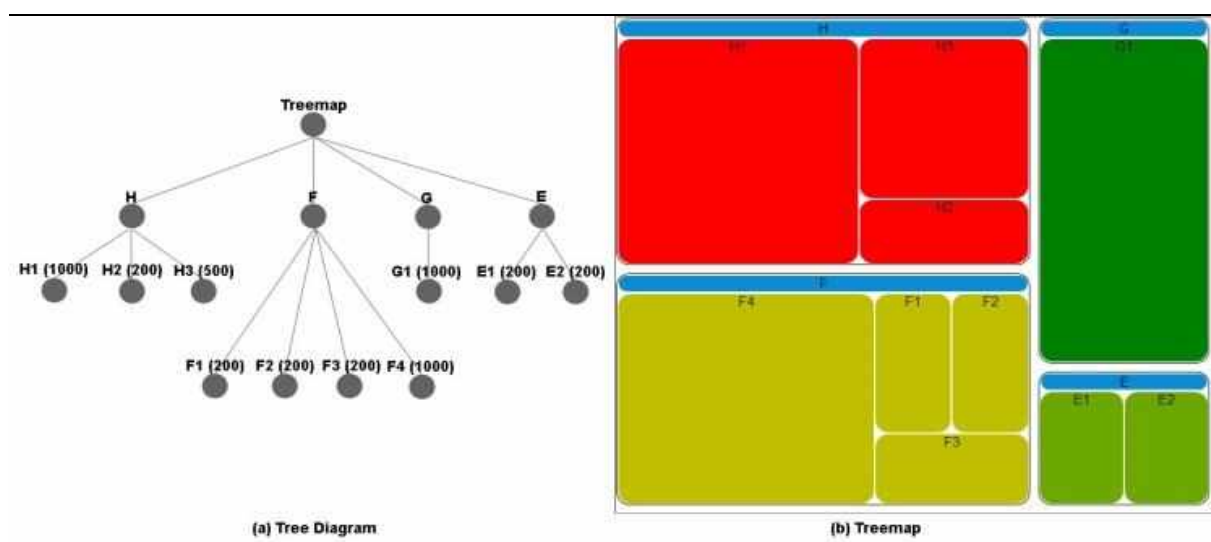 Treemap
H F G E
H1 (1000) H2 (200) H3 (500) G1 (1000) E1 (200) E2 (200)
F1 (200) F2 (200) F3 (200) F4 (1000)
(a) Tree Diagram
H G
H1 H3 G1
H2
F
F4 F1 F2
E
E1 E2
F3
(b) Treemap